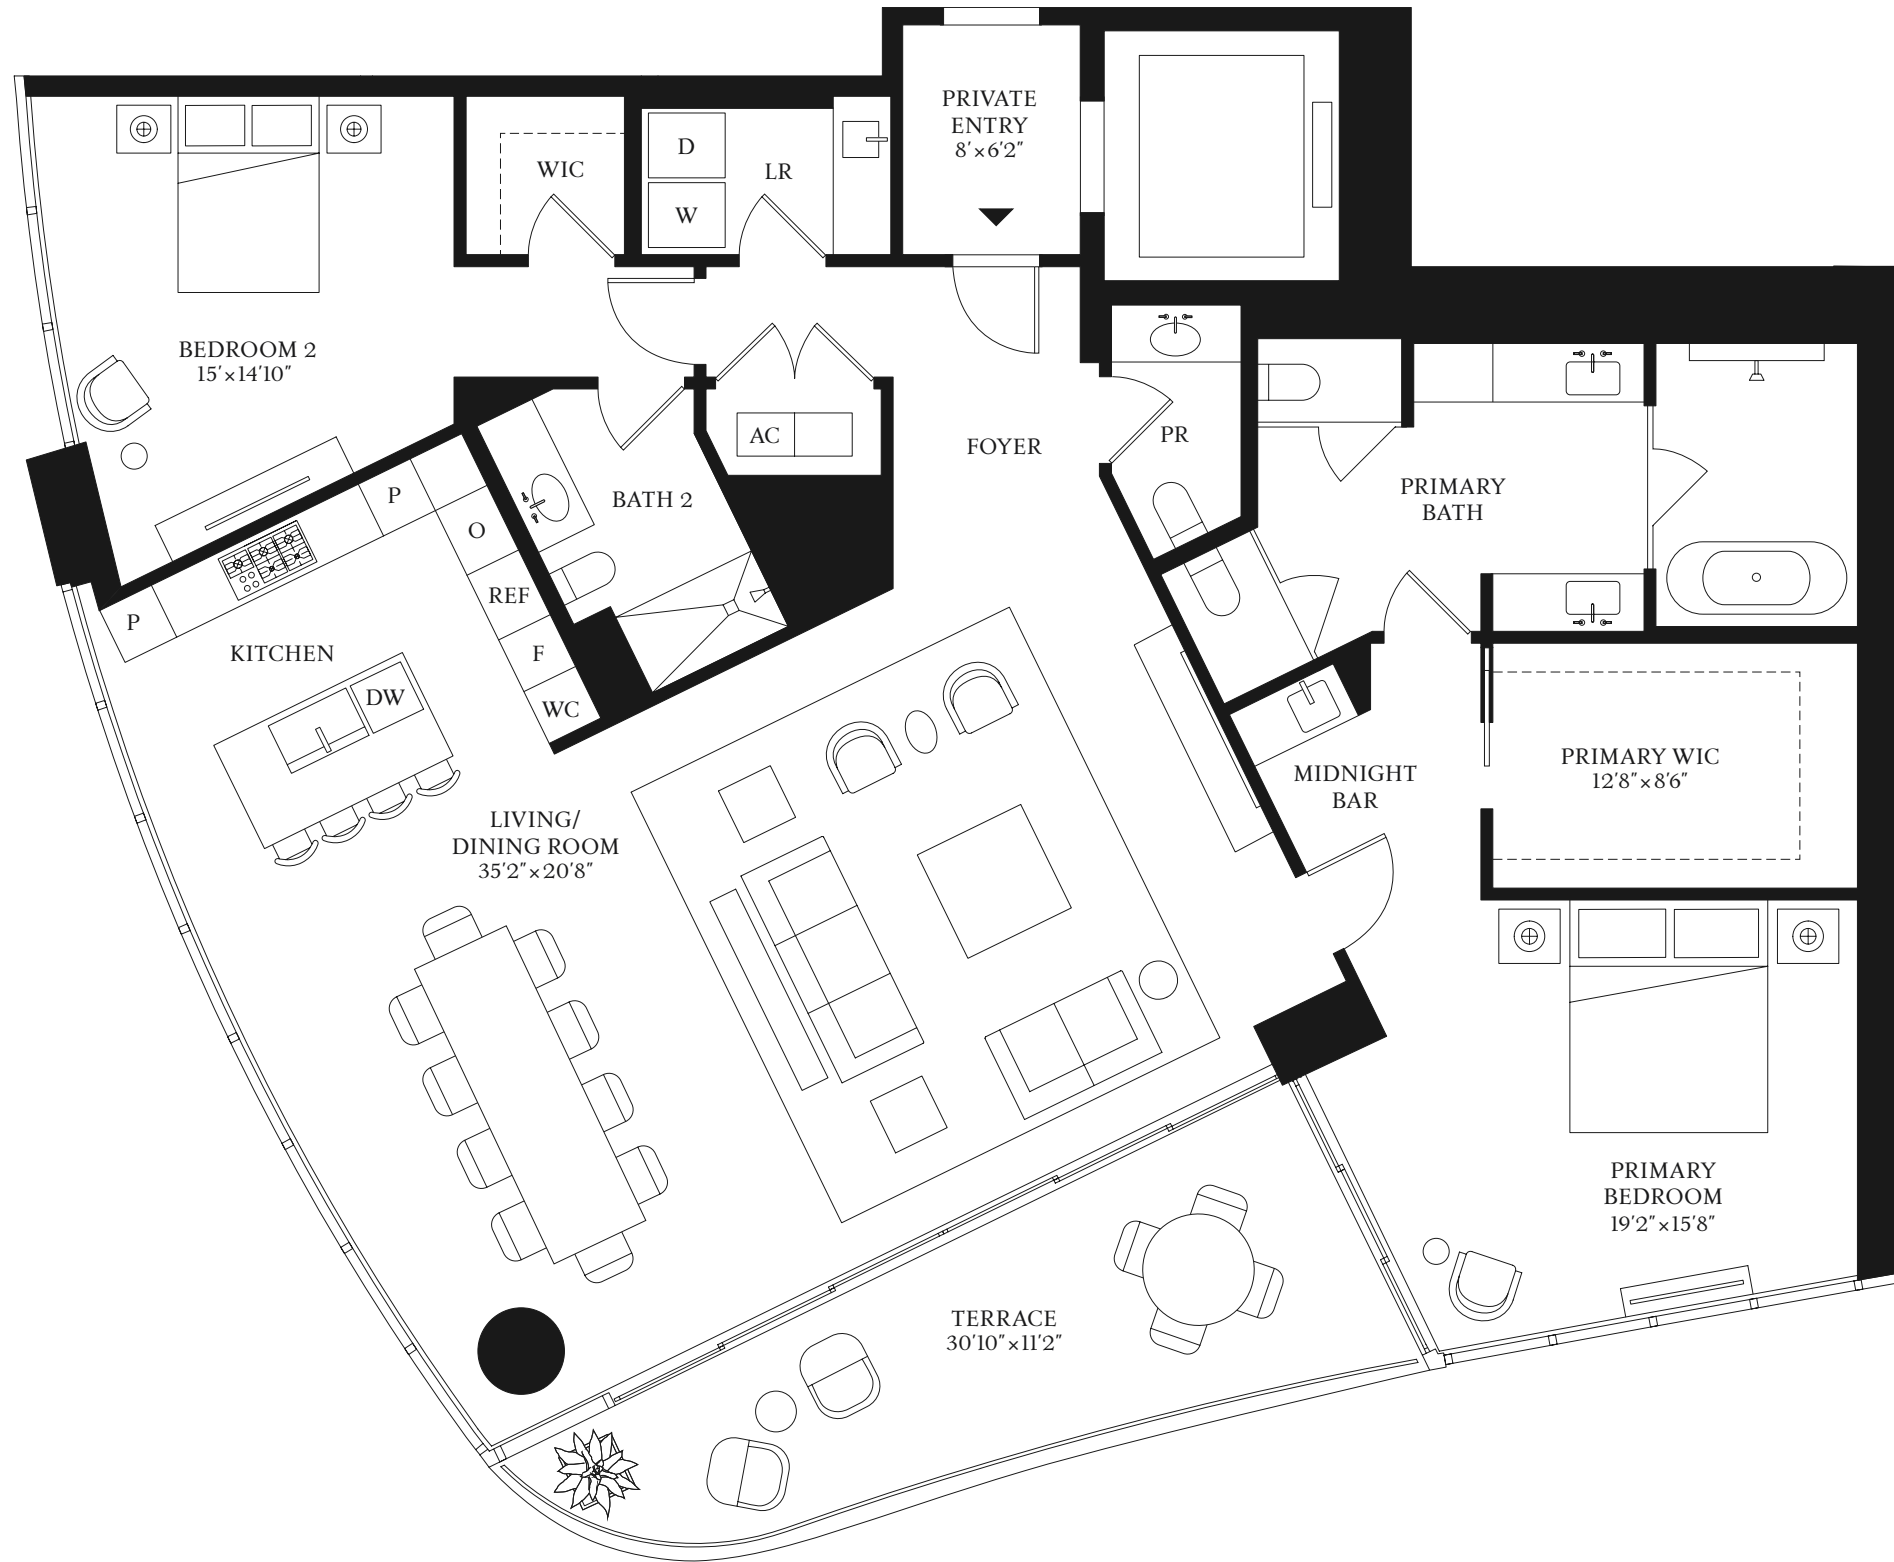 PRIVATE
ENTRY
8'×6'2"
D
W
LR
WIC
BEDROOM 2
15'×14'10"
AC
FOYER
PR
PRIMARY
BATH
BATH 2
P
O
REF
F
WC
P
KITCHEN
DW
LIVING/
DINING ROOM
35'2"×20'8"
MIDNIGHT
BAR
PRIMARY WIC
12'8"×8'6"
PRIMARY
BEDROOM
19'2"×15'8"
TERRACE
30'10"×11'2"